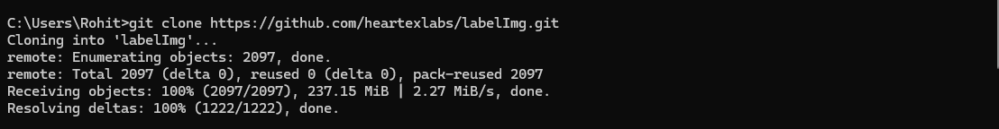 C:\Users\Rohit>git clone https://github.com/heartexlabs/labelImg.git
Cloning into 'labelImg'...
remote: Enumerating objects: 2097, done.
remote: Total 2097 (delta 0), reused 0 (delta 0), pack-reused 2097
Receiving objects: 100% (2097/2097), 237.15 MiB | 2.27 MiB/s, done.
Resolving deltas: 100% (1222/1222), done.